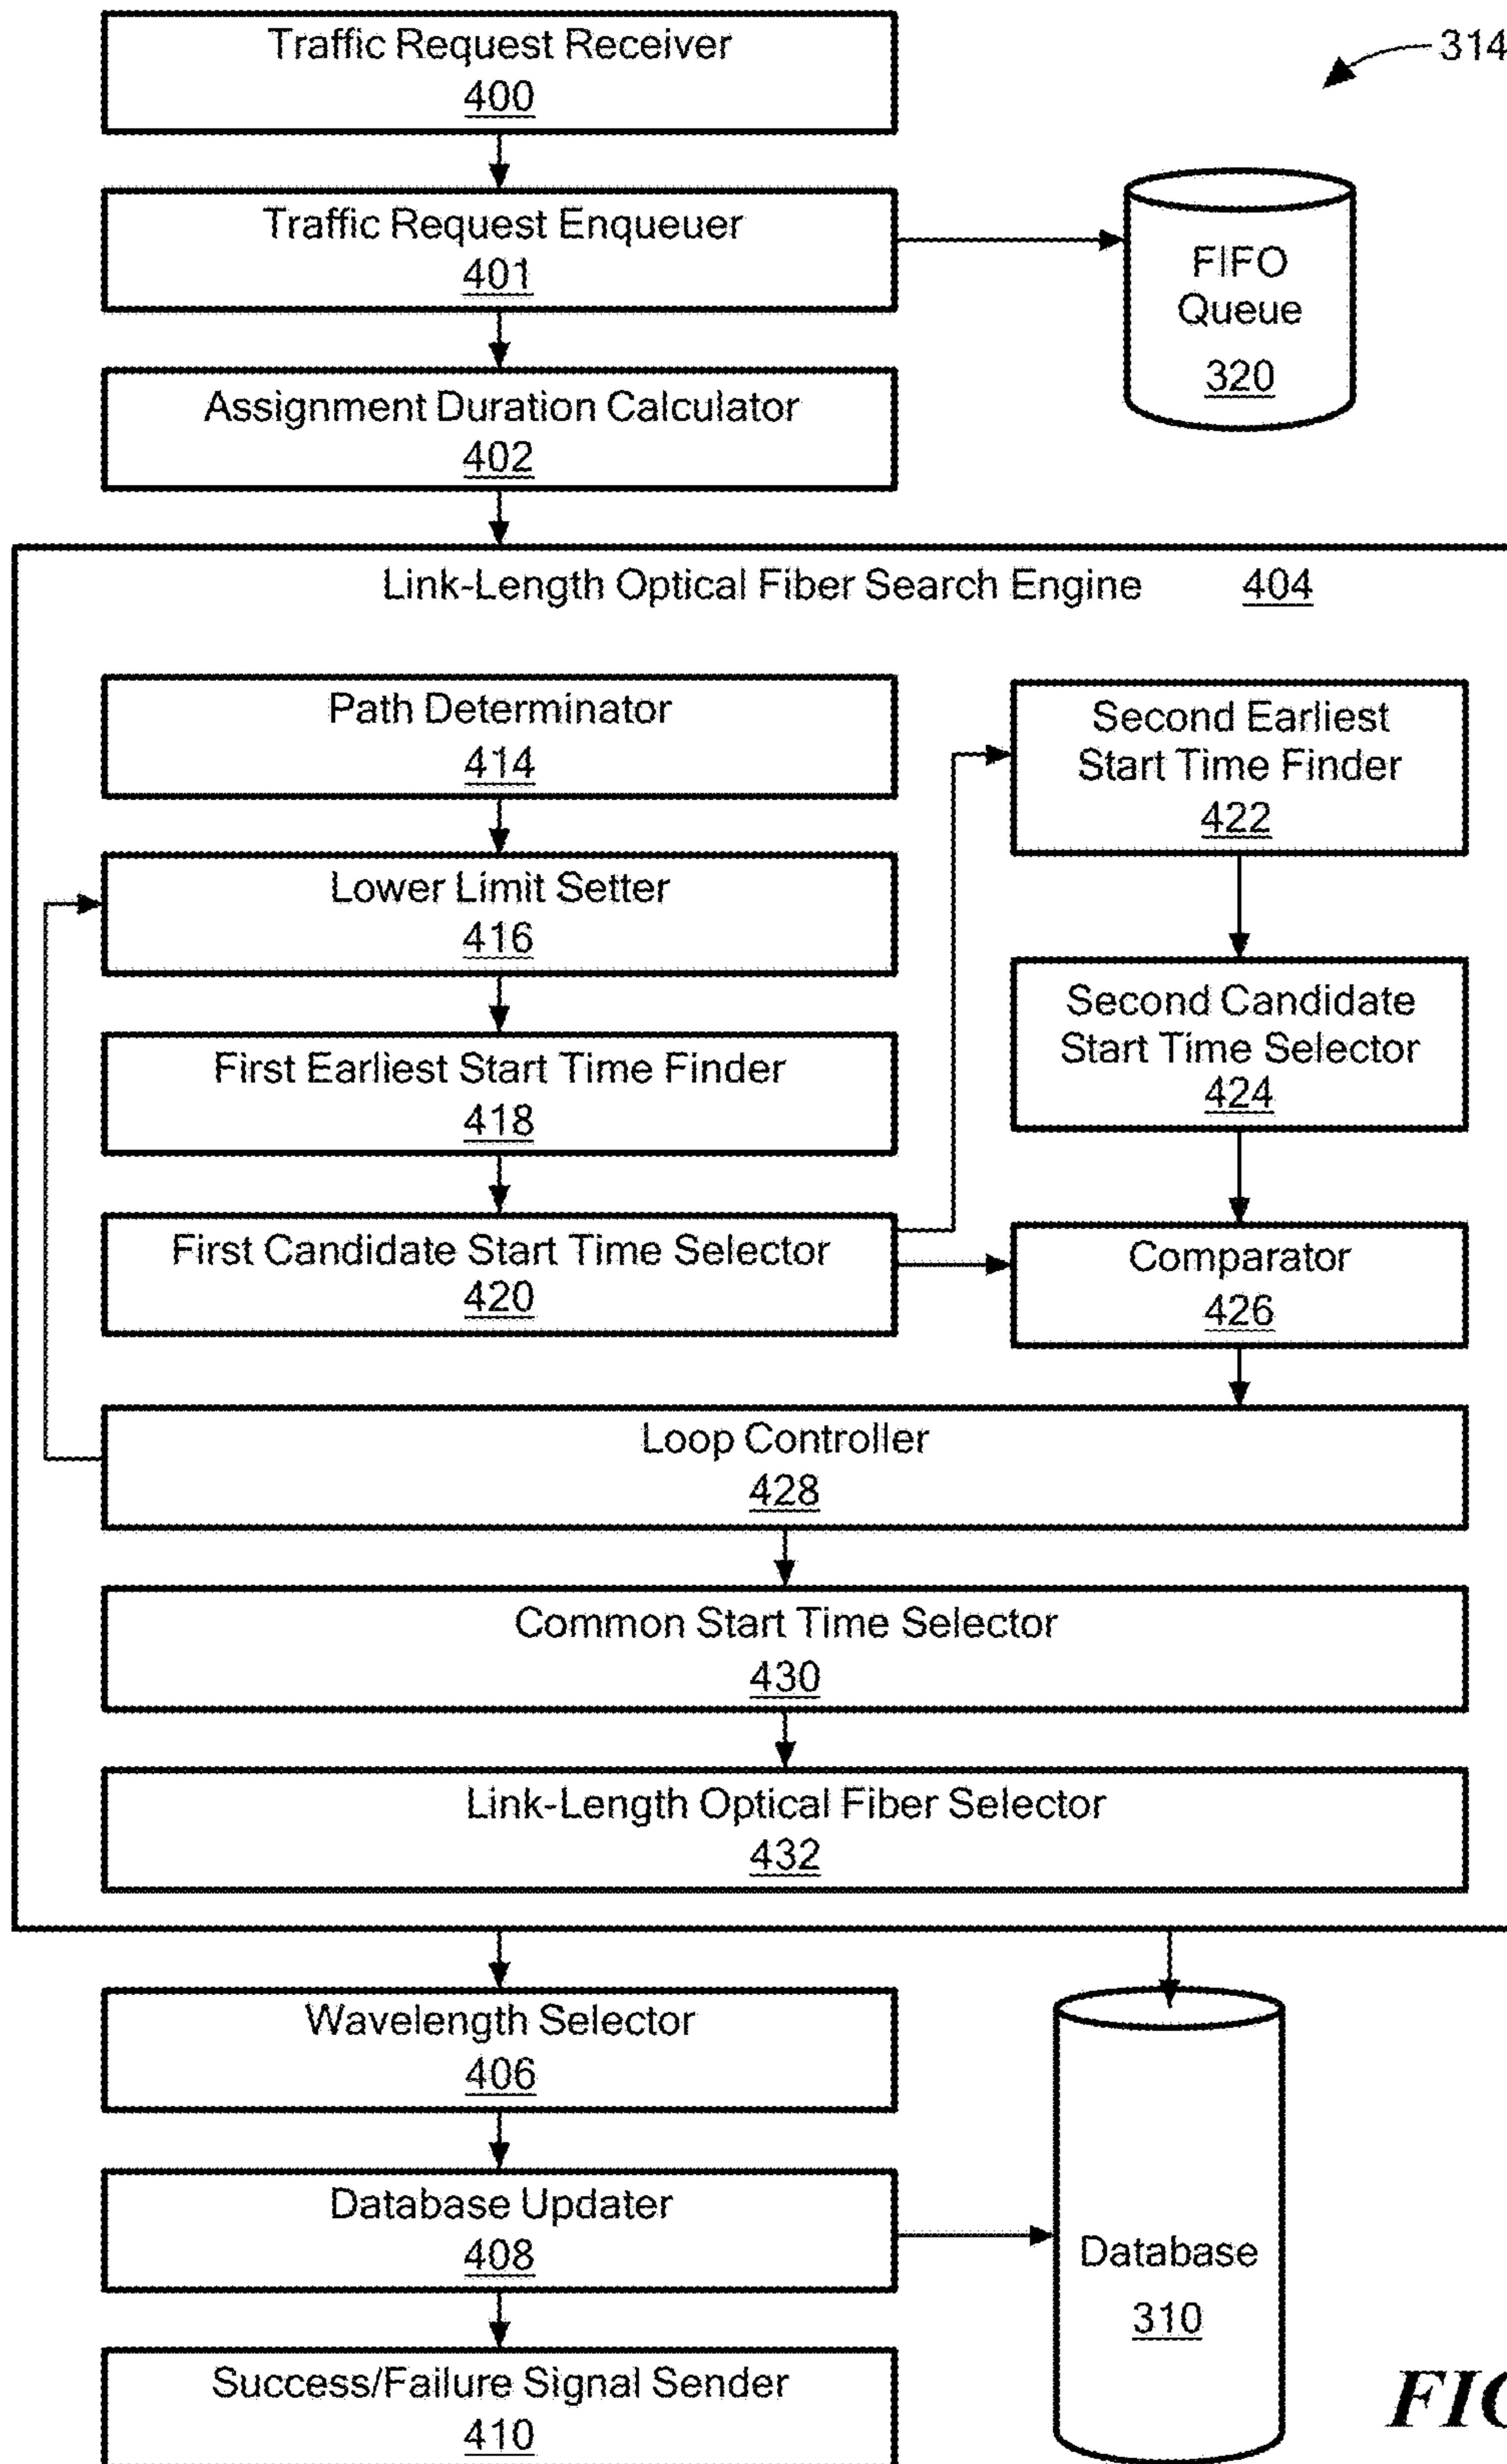 Traffic Request Receiver
400
314
Traffic Request Enqueuer
401
FIFO
Queue
320
Assignment Duration Calculator
402
Link-Length Optical Fiber Search Engine 404
Path Determinator
414
Second Earliest
Start Time Finder
422
Lower Limit Setter
416
Second Candidate
Start Time Selector
424
First Earliest Start Time Finder
418
First Candidate Start Time Selector
420
Comparator
426
Loop Controller
428
Common Start Time Selector
430
Link-Length Optical Fiber Selector
432
Wavelength Selector
406
Database Updater
408
Database
310
Success/Failure Signal Sender
410